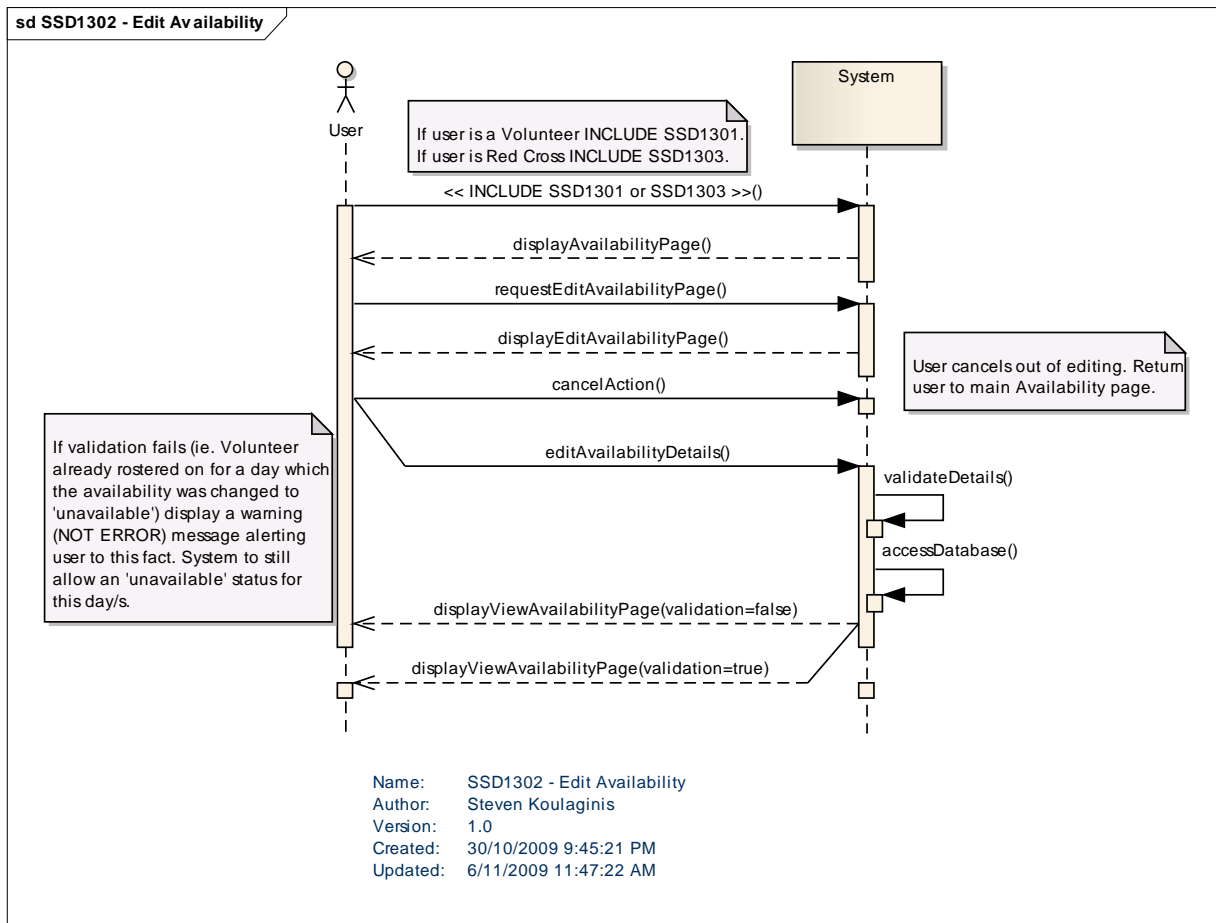 sd SSD1302 - Edit Availability
System
User
If user is a Volunteer INCLUDE SSD1301.
If user is Red Cross INCLUDE SSD1303.
<< INCLUDE SSD1301 or SSD1303 >>()
displayAvailabilityPage()
requestEditAvailabilityPage()
displayEditAvailabilityPage()
User cancels out of editing. Return
user to main Availability page.
cancelAction()
If validation fails (ie. Volunteer
already rostered on for a day which
the availability was changed to
'unavailable') display a warning
(NOT ERROR) message alerting
user to this fact. System to still
allow an 'unavailable' status for
this day/s.
editAvailabilityDetails()
validateDetails()
accessDatabase()
displayViewAvailabilityPage(validation=false)
displayViewAvailabilityPage(validation=true)
Name: SSD1302 - Edit Availability
Author: Steven Koulaginis
Version: 1.0
Created: 30/10/2009 9:45:21 PM
Updated: 6/11/2009 11:47:22 AM